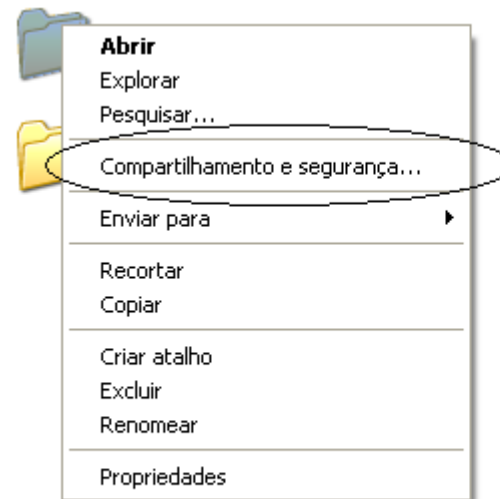 Abrir
Explorar
Pesquisar...
Compartilhamento e segurança...
Enviar para
Recortar
Copiar
Criar atalho
Excluir
Renomear
Propriedades